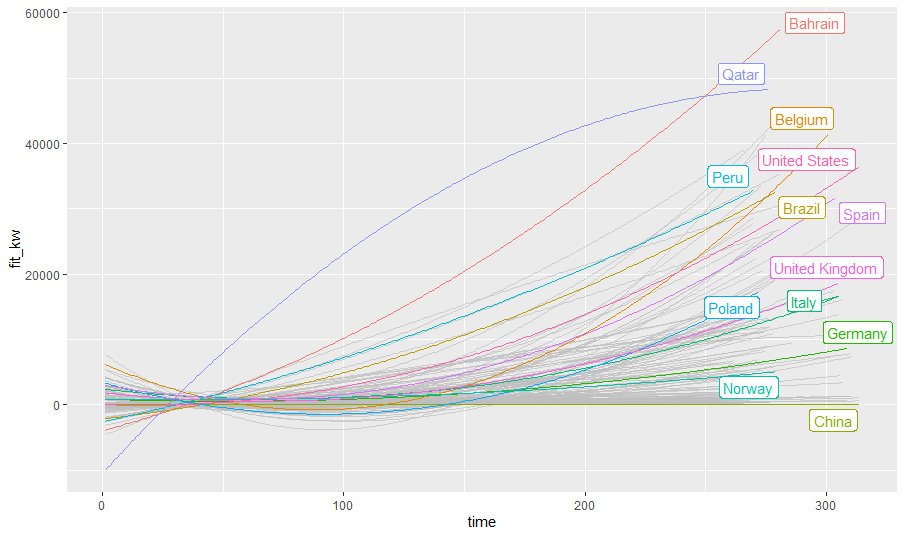 60000
Bahrain
Qatar
Belgium
40000
United States
Peru
Brazil
Spain
fit_kw
United Kingdom
20000
Italy
Poland
Germany
Norway
0
China
0
100
200
300
time